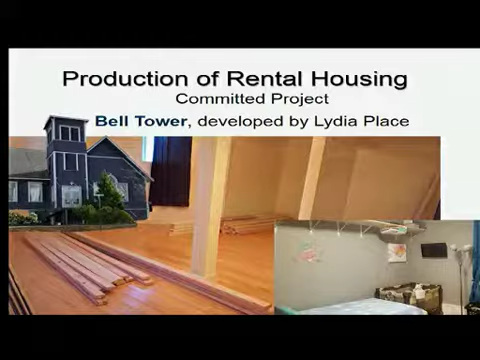 Production of Rental Housing
Committed Project
Bell Tower, developed by Lydia Place